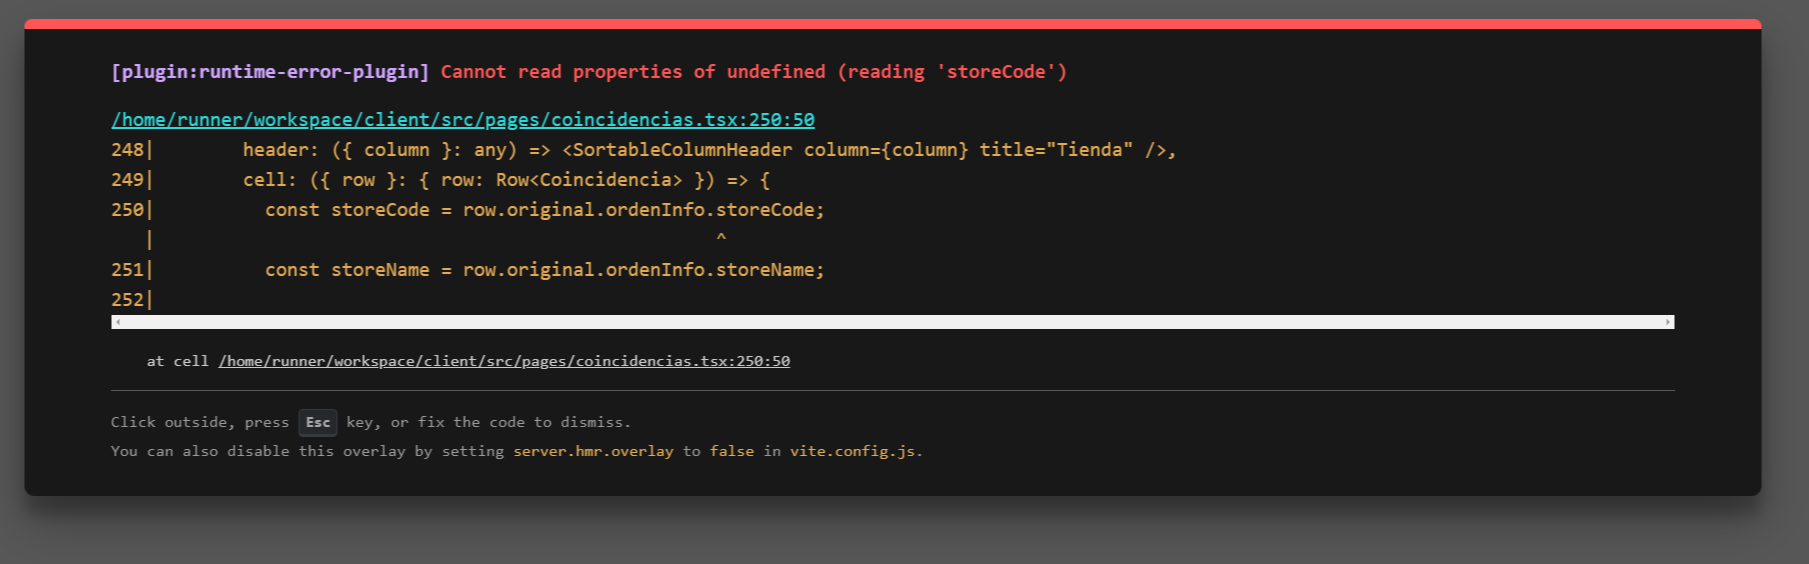 [plugin:runtime-error-plugin] Cannot read properties of undefined (reading 'storeCode')
/home/runner/workspace/client/src/pages/coincidencias.tsx:250:50
248|        header: ({ column }: any) => <SortableColumnHeader column={column} title="Tienda" />,
249|        cell: ({ row }: { row: Row<Coincidencia> }) => {
250|          const storeCode = row.original.ordenInfo.storeCode;
   |                                                    ^
251|          const storeName = row.original.ordenInfo.storeName;
252|
at cell /home/runner/workspace/client/src/pages/coincidencias.tsx:250:50
Click outside, press Esc key, or fix the code to dismiss.
You can also disable this overlay by setting server.hmr.overlay to false in vite.config.js.